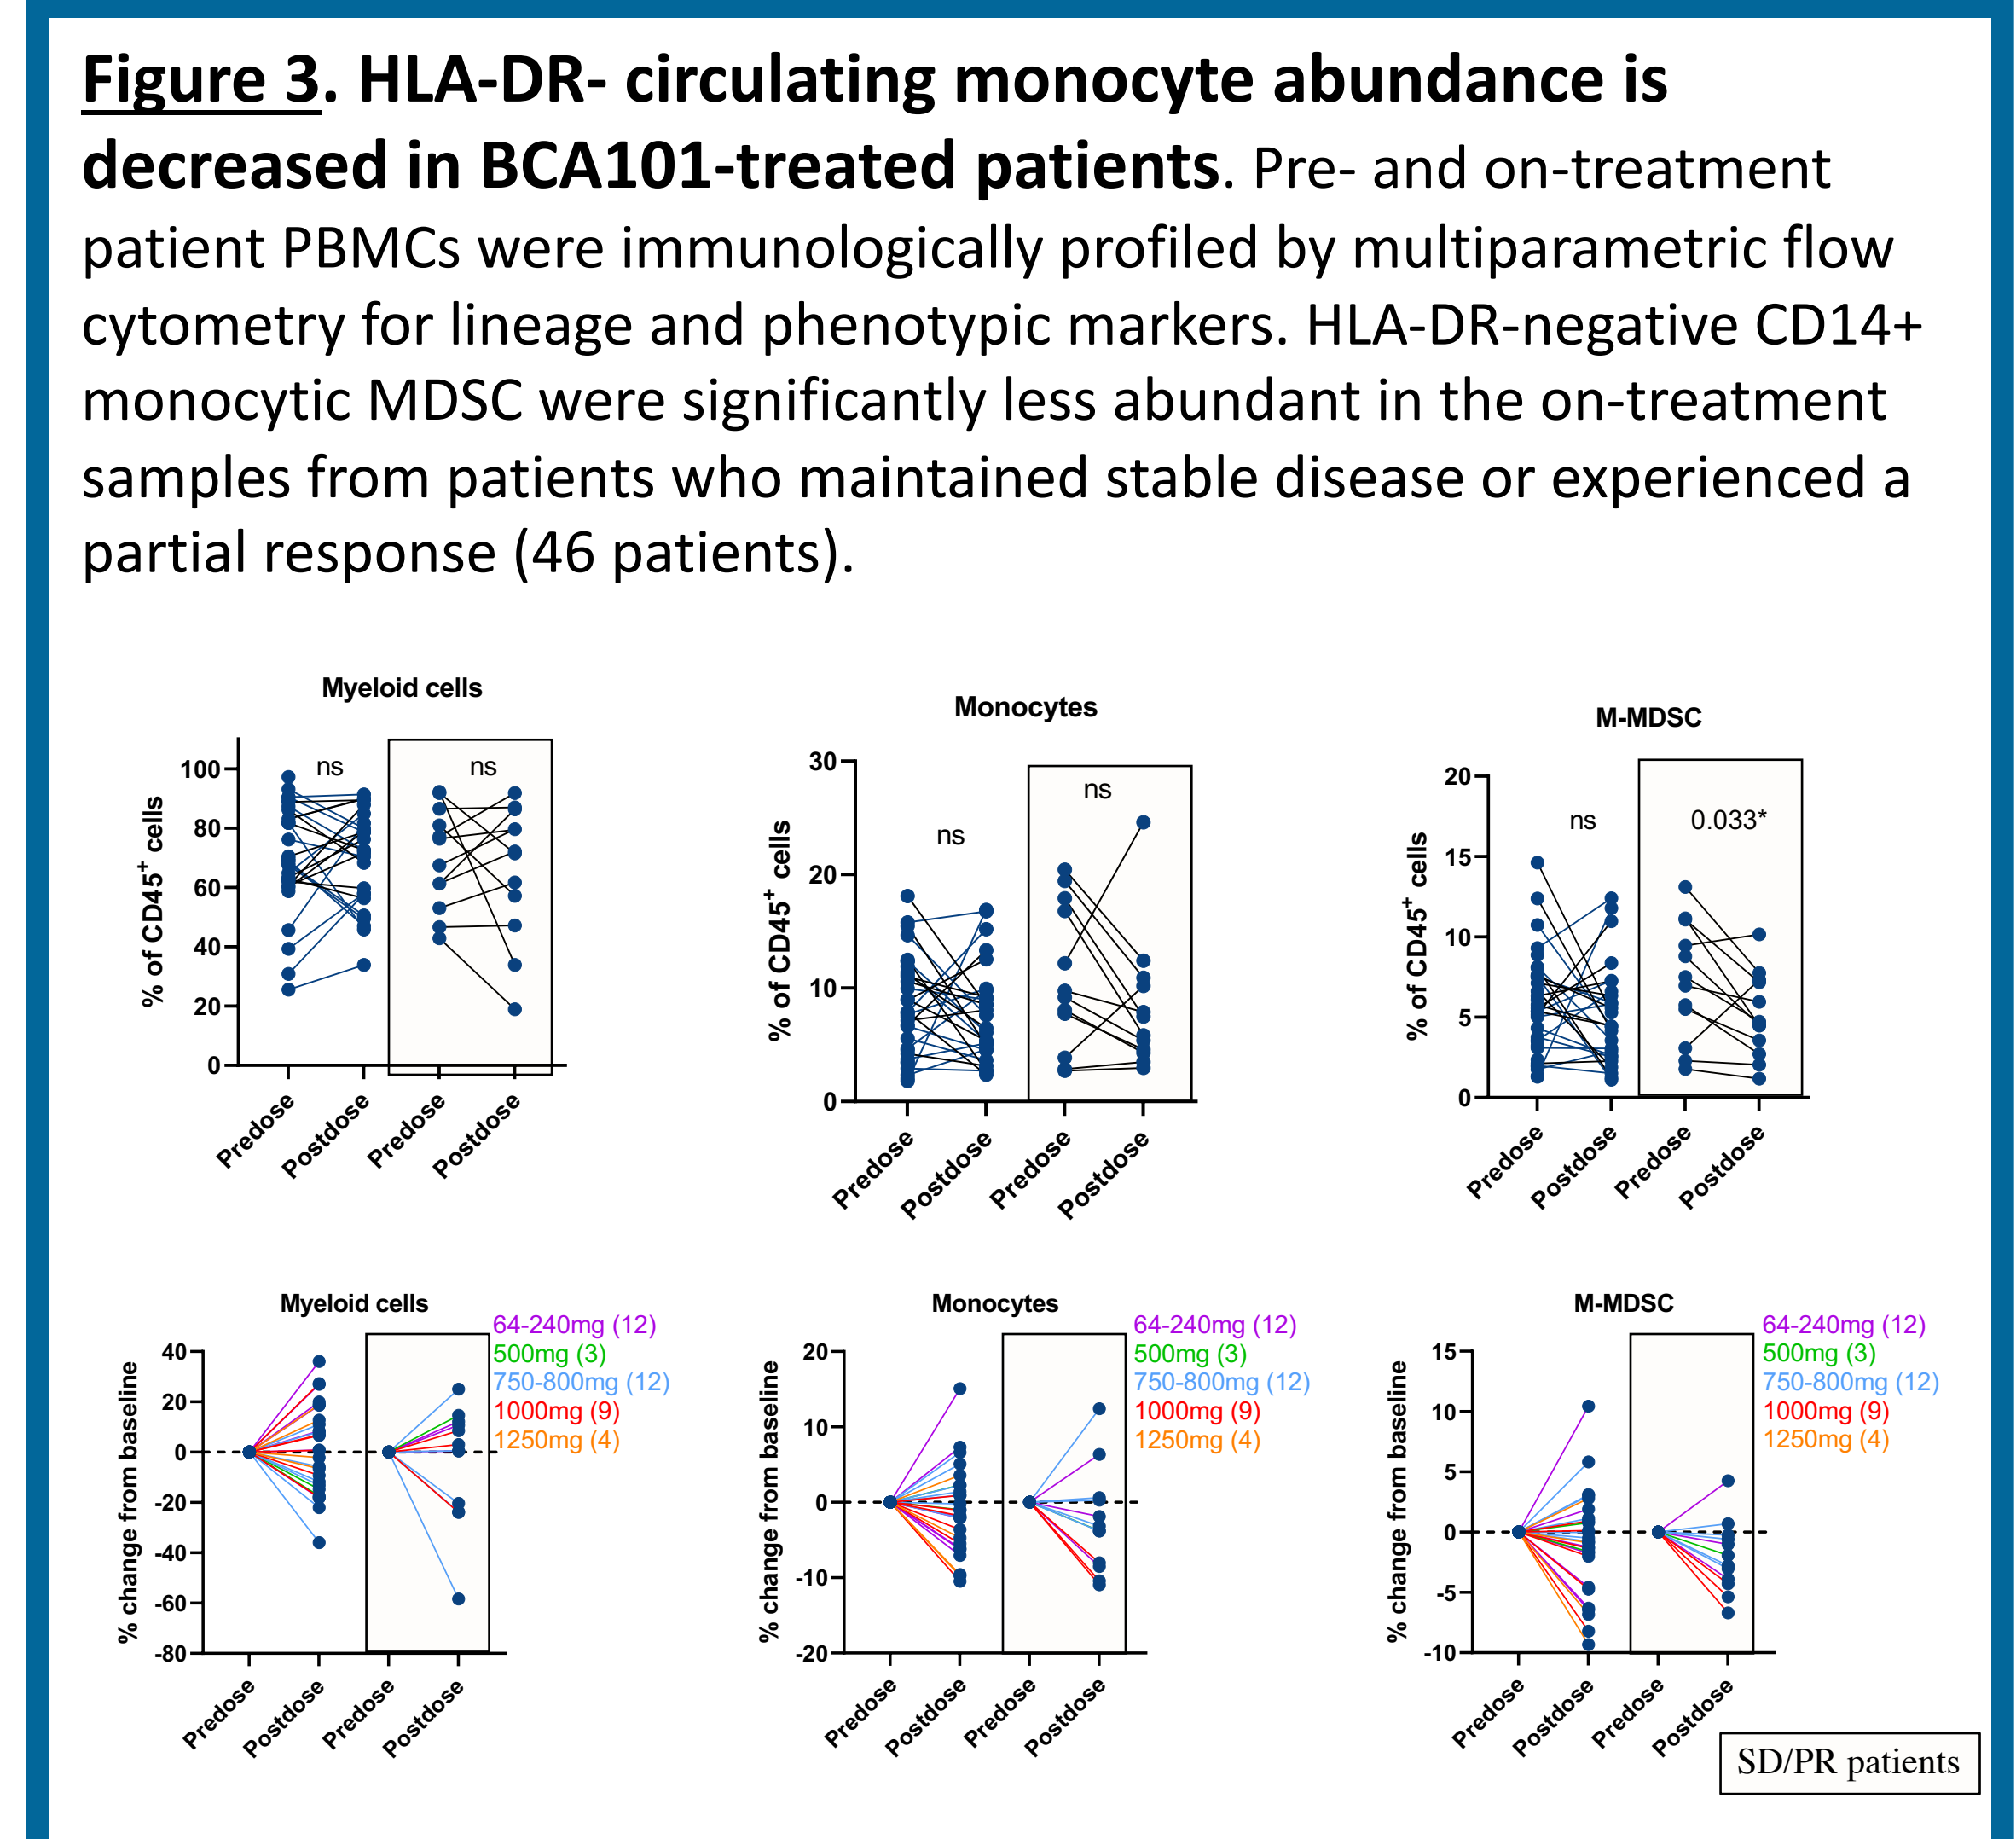 Figure 3. HLA-DR- circulating monocyte abundance is
decreased in BCA101-treated patients. Pre- and on-treatment
patient PBMCs were immunologically profiled by multiparametric flow
cytometry for lineage and phenotypic markers. HLA-DR-negative CD14+
monocytic MDSC were significantly less abundant in the on-treatment
samples from patients who maintained stable disease or experienced a
partial response (46 patients).
Myeloid cells
% of CD45+ cells
100
80
60
40
20
0
ns
ns
Predose
Postdose
Predose
Postdose
Monocytes
% of CD45+ cells
30
20
10
0
ns
ns
Predose
Postdose
Predose
Postdose
M-MDSC
% of CD45+ cells
20
15
10
5
0
ns
0.033*
Predose
Postdose
Predose
Postdose
Myeloid cells
% change from baseline
40
20
0
-20
-40
-60
-80
64-240mg (12)
500mg (3)
750-800mg (12)
1000mg (9)
1250mg (4)
Predose
Postdose
Predose
Postdose
Monocytes
% change from baseline
20
10
0
-10
-20
64-240mg (12)
500mg (3)
750-800mg (12)
1000mg (9)
1250mg (4)
Predose
Postdose
Predose
Postdose
M-MDSC
% change from baseline
15
10
5
0
-5
-10
64-240mg (12)
500mg (3)
750-800mg (12)
1000mg (9)
1250mg (4)
Predose
Postdose
Predose
Postdose
SD/PR patients